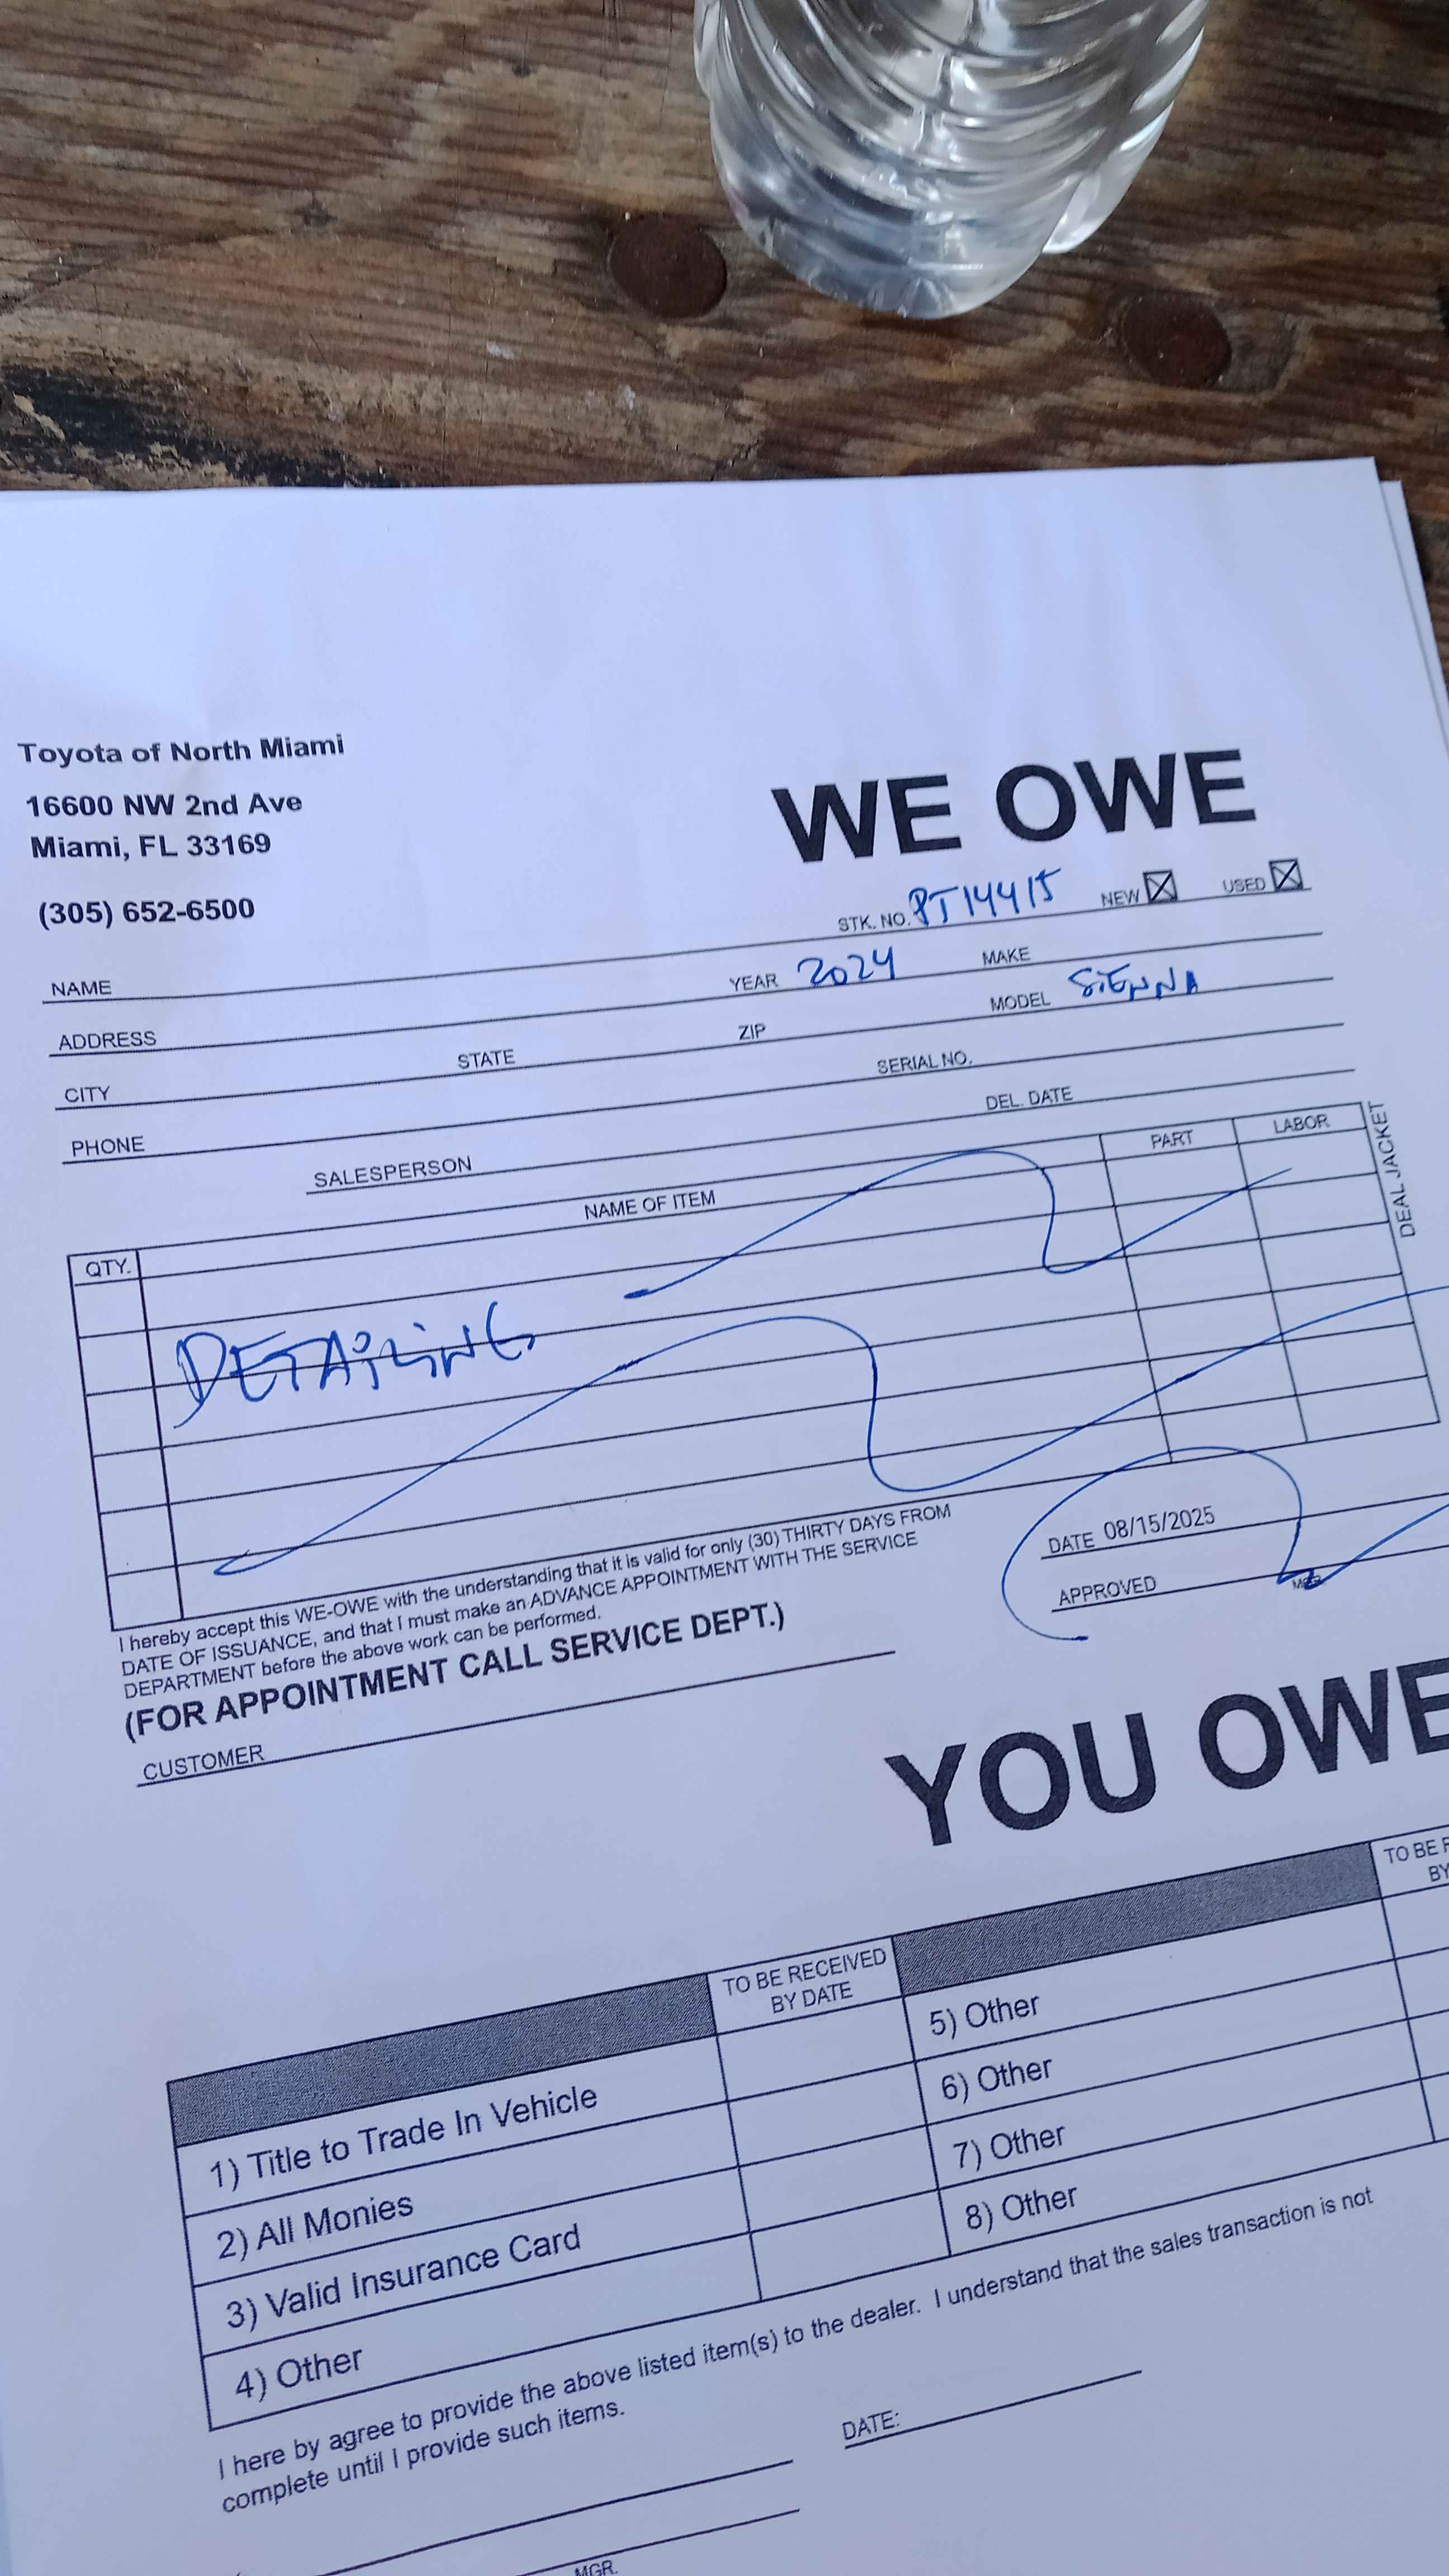 Toyota of North Miami
16600 NW 2nd Ave
Miami, FL 33169
(305) 652-6500
WE OWE
STK. NO. PT14415 NEW USED
NAME
YEAR 2024 MAKE
ADDRESS
MODEL SiENNA
CITY STATE ZIP
SERIAL NO.
PHONE
DEL. DATE
SALESPERSON
QTY. NAME OF ITEM PART LABOR
DEAL JACKET
DETAiLiNG
I hereby accept this WE-OWE with the understanding that it is valid for only (30) THIRTY DAYS FROM
DATE OF ISSUANCE, and that I must make an ADVANCE APPOINTMENT WITH THE SERVICE
DEPARTMENT before the above work can be performed.
(FOR APPOINTMENT CALL SERVICE DEPT.)
DATE 08/15/2025
APPROVED
CUSTOMER
YOU OWE
TO BE RECEIVED
BY DATE
TO BE
BY
1) Title to Trade In Vehicle
2) All Monies
3) Valid Insurance Card
4) Other
5) Other
6) Other
7) Other
8) Other
I here by agree to provide the above listed item(s) to the dealer. I understand that the sales transaction is not
complete until I provide such items.
DATE:
MGR.